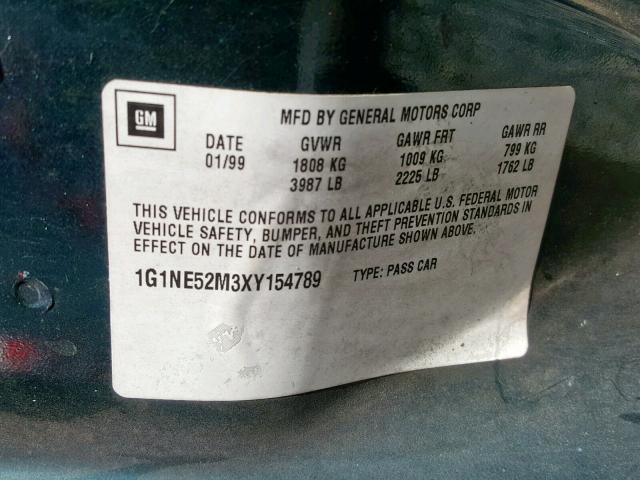 GM
MFD BY GENERAL MOTORS CORP
DATE GVWR GAWR FRT GAWR RR
01/99 1808 KG 1009 KG 799 KG
3987 LB 2225 LB 1762 LB
THIS VEHICLE CONFORMS TO ALL APPLICABLE U.S. FEDERAL MOTOR
VEHICLE SAFETY, BUMPER, AND THEFT PREVENTION STANDARDS IN
EFFECT ON THE DATE OF MANUFACTURE SHOWN ABOVE.
1G1NE52M3XY154789 TYPE: PASS CAR